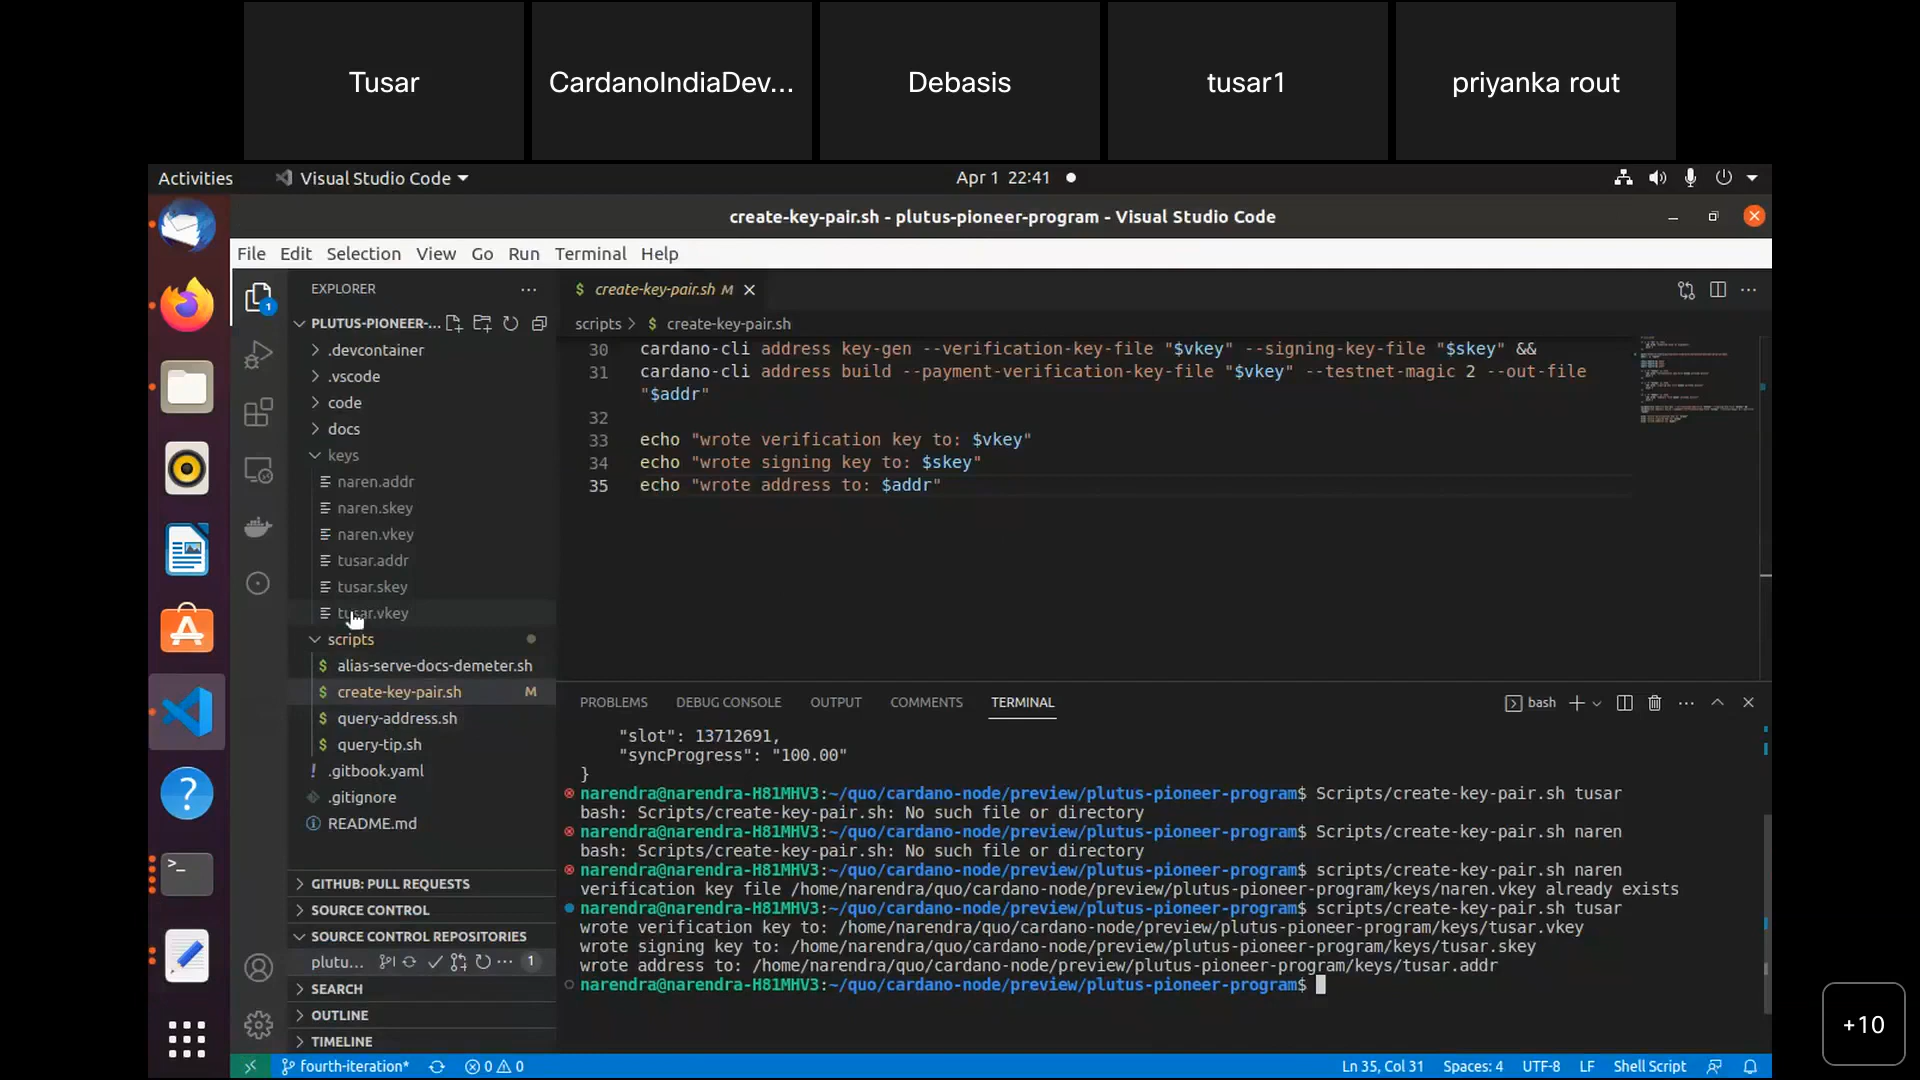 Tusar
CardanoIndiaDev...
Debasis
tusar1
priyanka rout
Activities
Visual Studio Code
Apr 1 22:41
create-key-pair.sh - plutus-pioneer-program - Visual Studio Code
File Edit Selection View Go Run Terminal Help
EXPLORER
PLUTUS-PIONEER-...
.devcontainer
.vscode
code
docs
keys
naren.addr
naren.skey
naren.vkey
tusar.addr
tusar.skey
tusar.vkey
scripts
$ alias-serve-docs-demeter.sh
$ create-key-pair.sh M
$ query-address.sh
$ query-tip.sh
! .gitbook.yaml
.gitignore
README.md
GITHUB: PULL REQUESTS
SOURCE CONTROL
SOURCE CONTROL REPOSITORIES
plutu... 1
SEARCH
OUTLINE
TIMELINE
$ create-key-pair.sh M
scripts > $ create-key-pair.sh
30 cardano-cli address key-gen --verification-key-file "$vkey" --signing-key-file "$skey" &&
31 cardano-cli address build --payment-verification-key-file "$vkey" --testnet-magic 2 --out-file
"$addr"
32
33 echo "wrote verification key to: $vkey"
34 echo "wrote signing key to: $skey"
35 echo "wrote address to: $addr"
PROBLEMS DEBUG CONSOLE OUTPUT COMMENTS TERMINAL
bash
"slot": 13712691,
"syncProgress": "100.00"
}
narendra@narendra-H81MHV3:~/quo/cardano-node/preview/plutus-pioneer-program$ Scripts/create-key-pair.sh tusar
bash: Scripts/create-key-pair.sh: No such file or directory
narendra@narendra-H81MHV3:~/quo/cardano-node/preview/plutus-pioneer-program$ Scripts/create-key-pair.sh naren
bash: Scripts/create-key-pair.sh: No such file or directory
narendra@narendra-H81MHV3:~/quo/cardano-node/preview/plutus-pioneer-program$ scripts/create-key-pair.sh naren
verification key file /home/narendra/quo/cardano-node/preview/plutus-pioneer-program/keys/naren.vkey already exists
narendra@narendra-H81MHV3:~/quo/cardano-node/preview/plutus-pioneer-program$ scripts/create-key-pair.sh tusar
wrote verification key to: /home/narendra/quo/cardano-node/preview/plutus-pioneer-program/keys/tusar.vkey
wrote signing key to: /home/narendra/quo/cardano-node/preview/plutus-pioneer-program/keys/tusar.skey
wrote address to: /home/narendra/quo/cardano-node/preview/plutus-pioneer-program/keys/tusar.addr
narendra@narendra-H81MHV3:~/quo/cardano-node/preview/plutus-pioneer-program$
+10
fourth-iteration* 0 0
Ln 35, Col 31 Spaces: 4 UTF-8 LF Shell Script